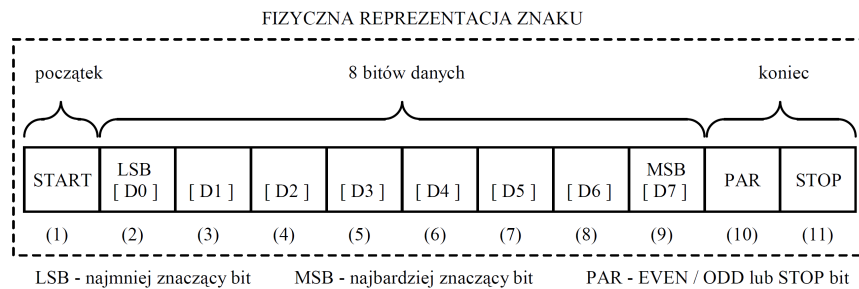 FIZYCZNA REPREZENTACJA ZNAKU
początek 8 bitów danych koniec
START LSB [ D0 ] [ D1 ] [ D2 ] [ D3 ] [ D4 ] [ D5 ] [ D6 ] MSB [ D7 ] PAR STOP
(1) (2) (3) (4) (5) (6) (7) (8) (9) (10) (11)
LSB - najmniej znaczący bit MSB - najbardziej znaczący bit PAR - EVEN / ODD lub STOP bit